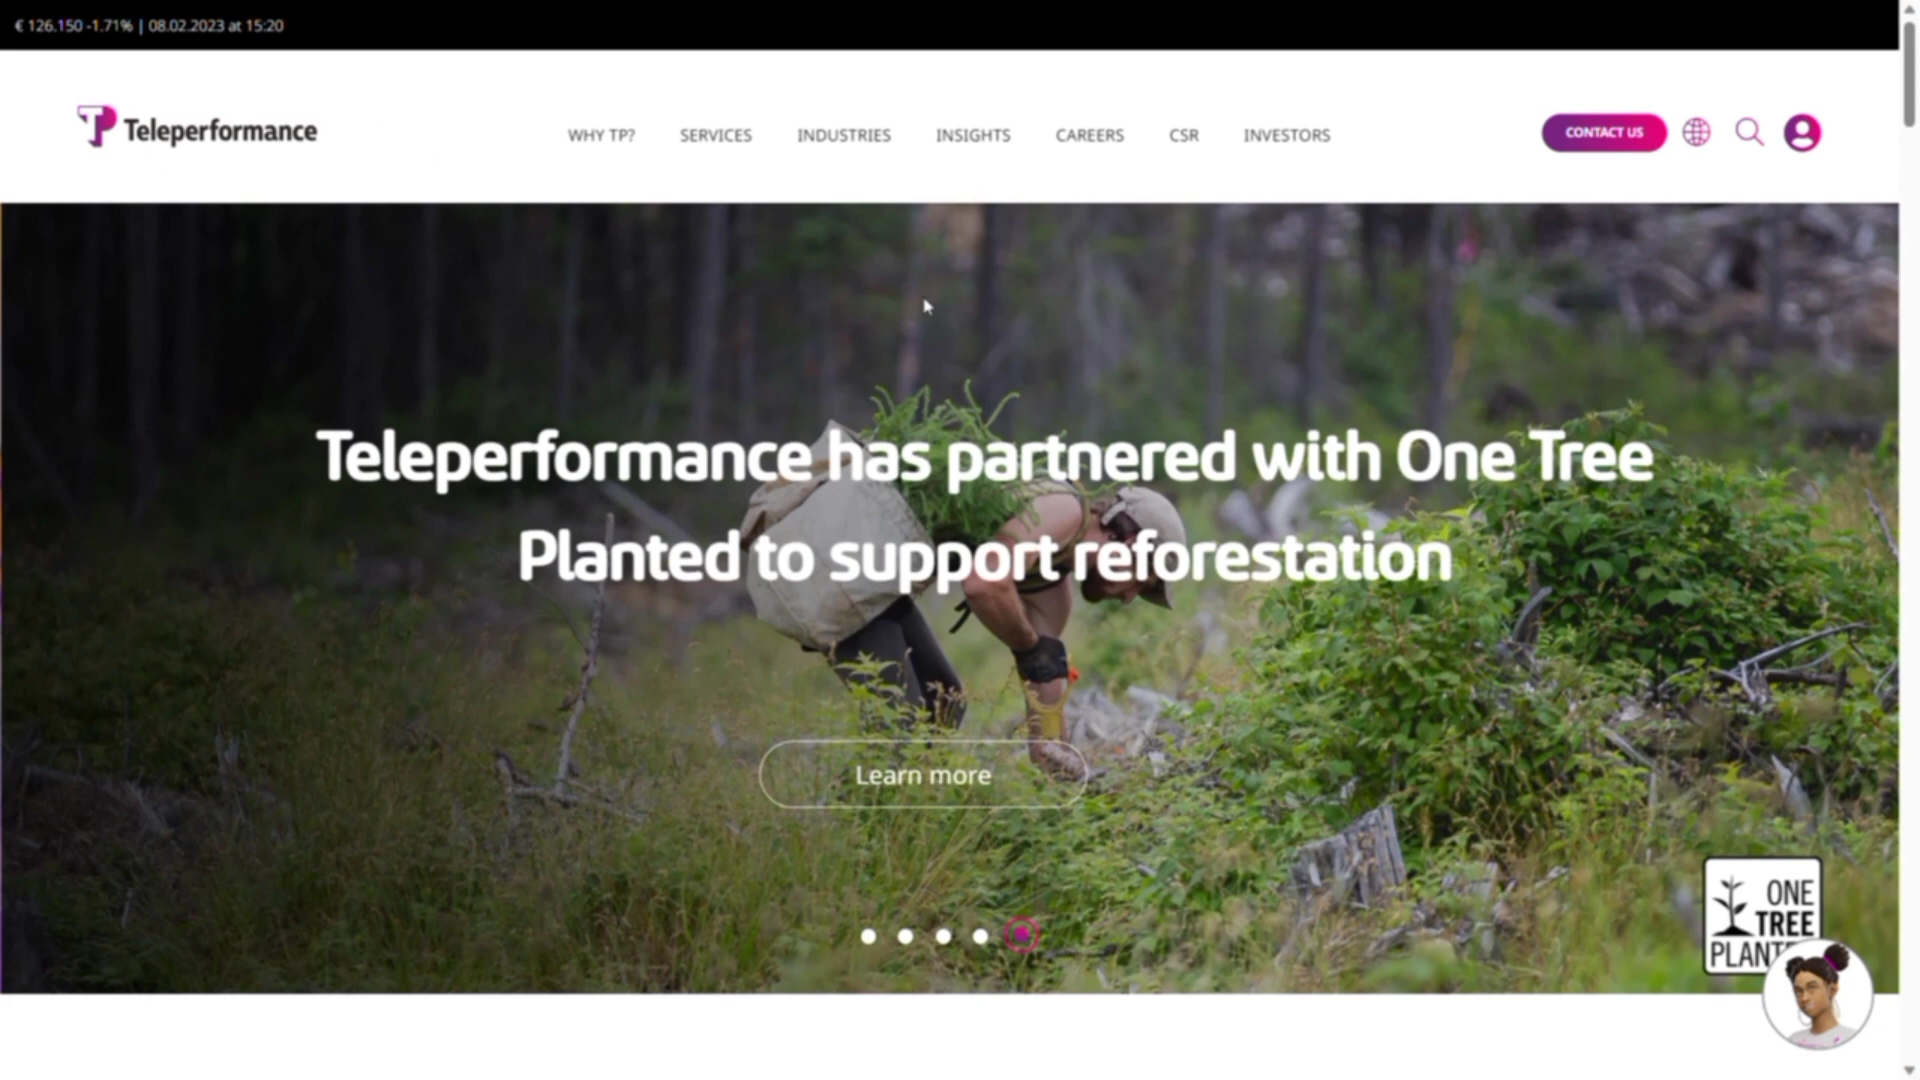 € 126.150 -1.71% | 08.02.2023 at 15:20
TP Teleperformance
WHY TP? SERVICES INDUSTRIES INSIGHTS CAREERS CSR INVESTORS
CONTACT US
Teleperformance has partnered with One Tree
Planted to support reforestation
Learn more
ONE
TREE